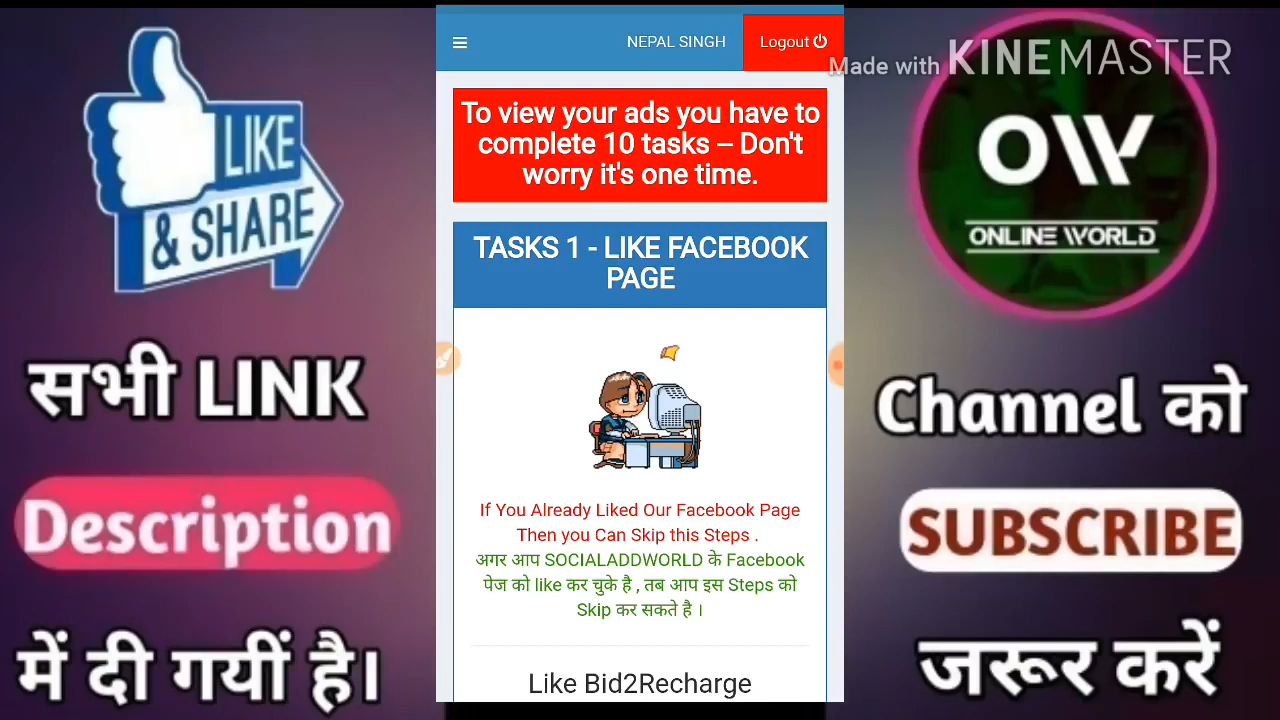 LIKE
& SHARE
सभी LINK
Description
में दी गयीं है।
NEPAL SINGH
Logout
To view your ads you have to
complete 10 tasks – Don't
worry it's one time.
TASKS 1 - LIKE FACEBOOK
PAGE
If You Already Liked Our Facebook Page
Then you Can Skip this Steps .
अगर आप SOCIALADDWORLD के Facebook
पेज को like कर चुके है , तब आप इस Steps को
Skip कर सकते है ।
Like Bid2Recharge
Made with KINEMASTER
OW
ONLINE WORLD
Channel को
SUBSCRIBE
जरूर करें